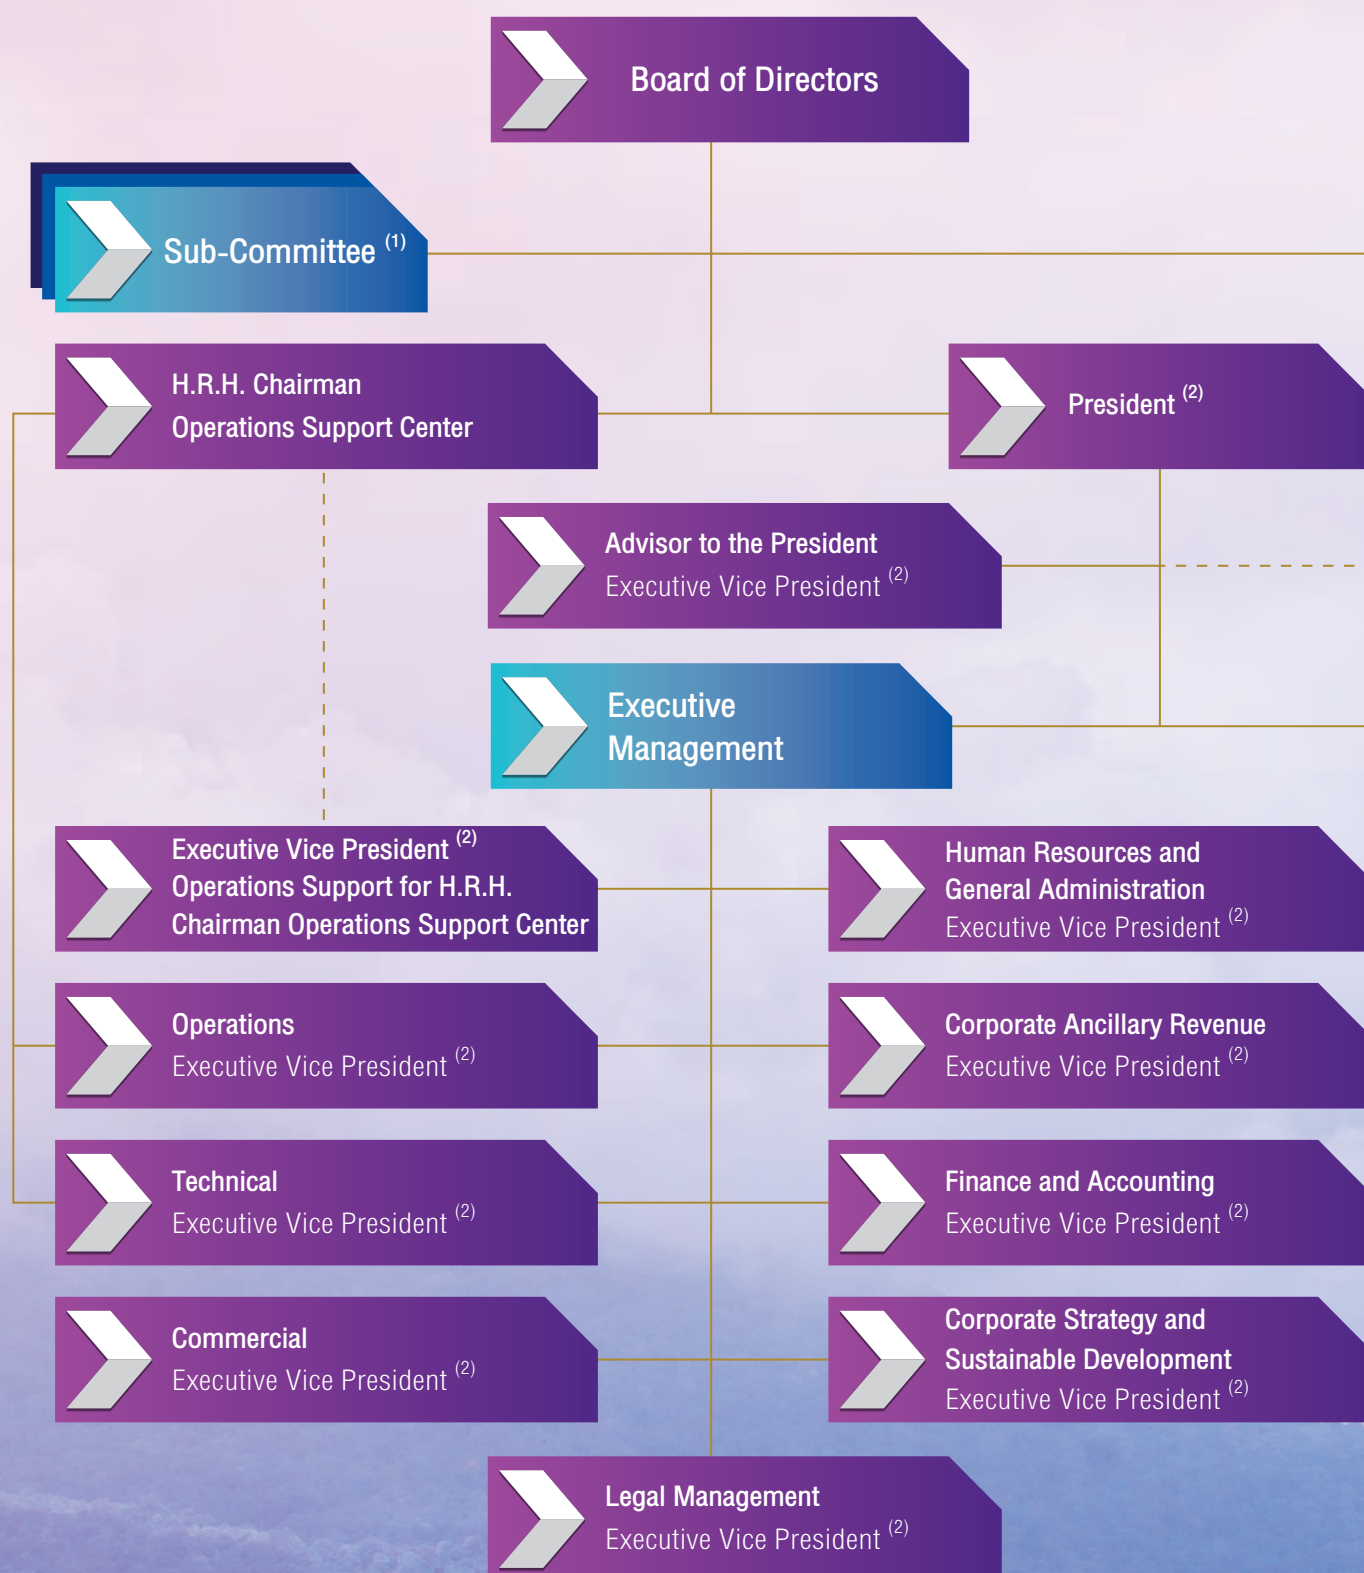 Board of Directors
Sub-Committee (1)
H.R.H. Chairman
Operations Support Center
President (2)
Advisor to the President
Executive Vice President (2)
Executive
Management
Executive Vice President (2)
Operations Support for H.R.H.
Chairman Operations Support Center
Human Resources and
General Administration
Executive Vice President (2)
Operations
Executive Vice President (2)
Corporate Ancillary Revenue
Executive Vice President (2)
Technical
Executive Vice President (2)
Finance and Accounting
Executive Vice President (2)
Commercial
Executive Vice President (2)
Corporate Strategy and
Sustainable Development
Executive Vice President (2)
Legal Management
Executive Vice President (2)